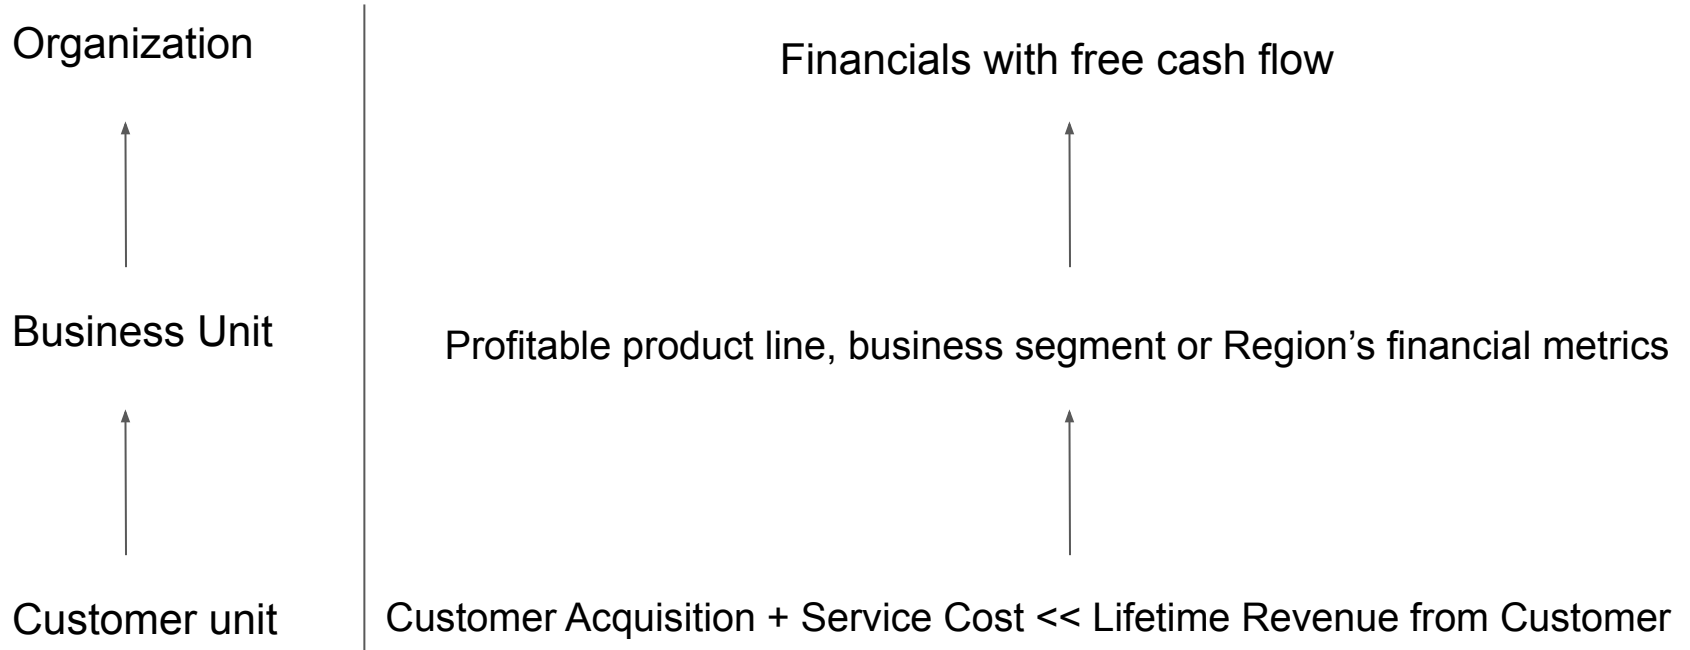 Organization
Financials with free cash flow
Business Unit
Profitable product line, business segment or Region’s financial metrics
Customer unit
Customer Acquisition + Service Cost << Lifetime Revenue from Customer